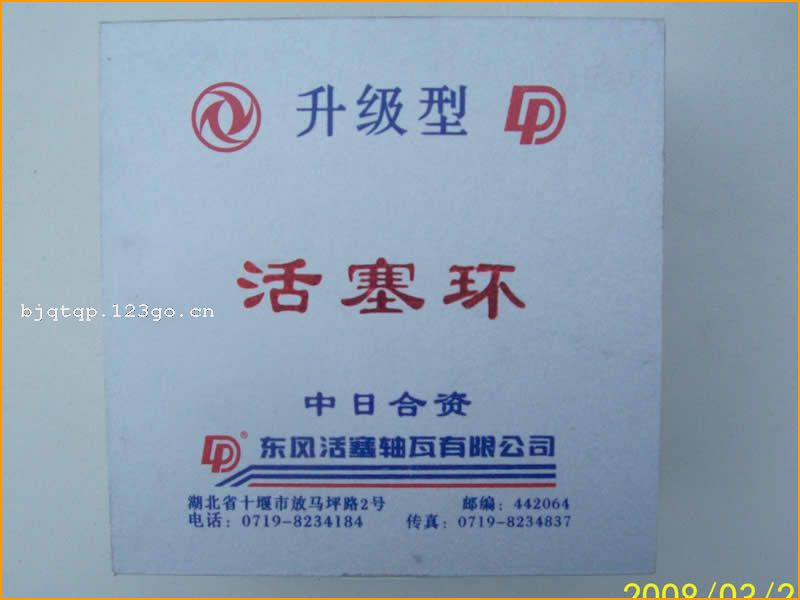 升级型 DP
活塞环
bjqtqp.123go.cn
中日合资
DP® 东风活塞轴瓦有限公司
湖北省十堰市放马坪路2号 邮编：442064
电话：0719-8234184 传真：0719-8234837
2008/03/2